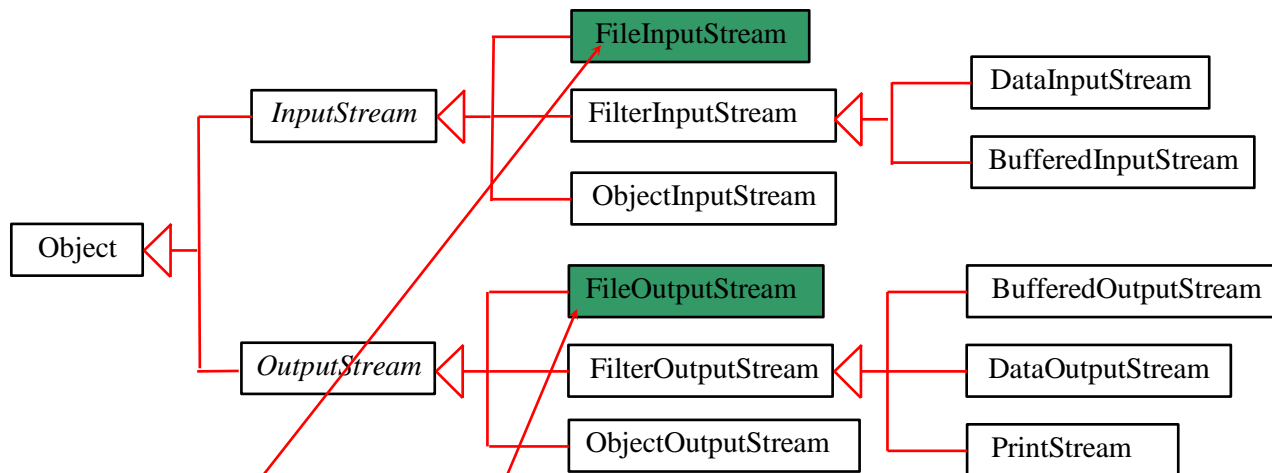 FileInputStream
DataInputStream
InputStream
FilterInputStream
BufferedInputStream
ObjectInputStream
Object
FileOutputStream
BufferedOutputStream
OutputStream
FilterOutputStream
DataOutputStream
ObjectOutputStream
PrintStream